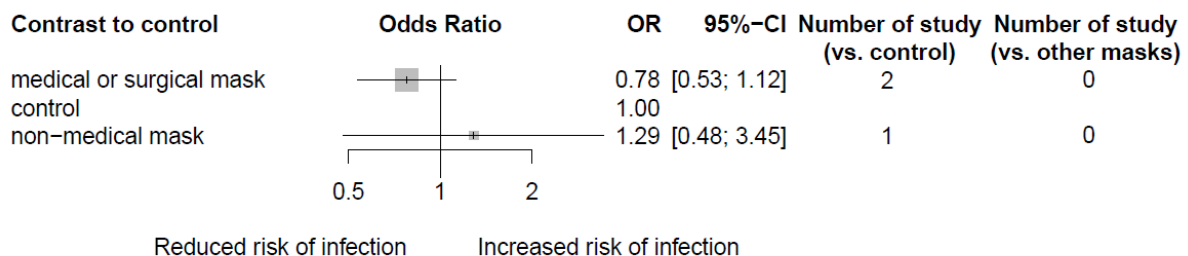 Contrast to control Odds Ratio OR 95%−CI Number of study (vs. control) Number of study (vs. other masks)
medical or surgical mask 0.78 [0.53; 1.12] 2 0
control 1.00
non−medical mask 1.29 [0.48; 3.45] 1 0
0.5 1 2
Reduced risk of infection Increased risk of infection